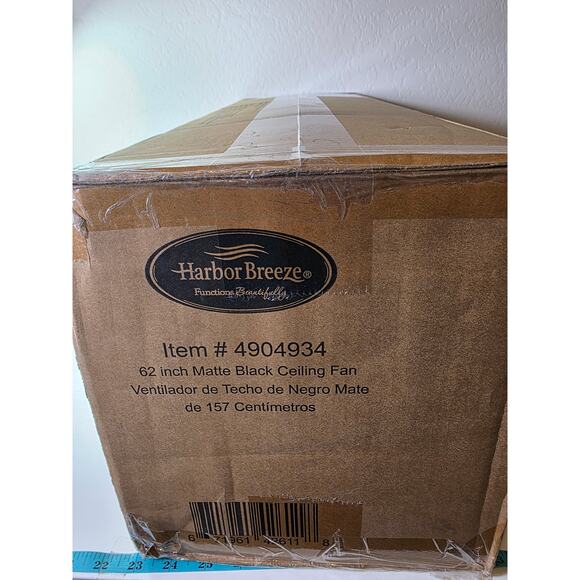 Harbor Breeze®
Functions Beautifully
Item # 4904934
62 inch Matte Black Ceiling Fan
Ventilador de Techo de Negro Mate
de 157 Centímetros
22 23 24 25